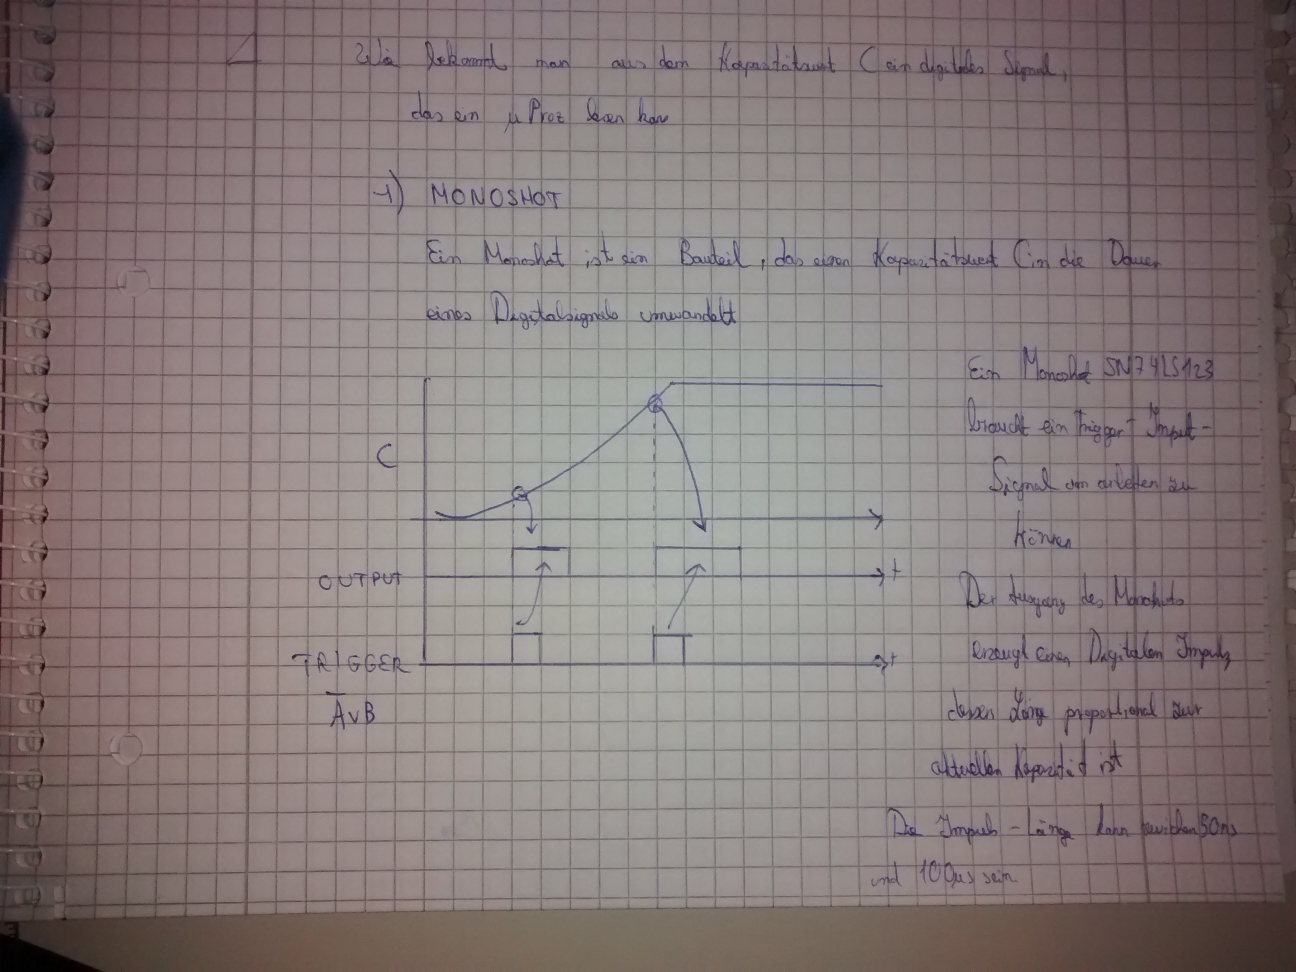 Wie bekommt man aus dem Kapazitätswert C ein digitales Signal,
das ein µ Proz lesen kann
1) MONOSHOT
Ein Monoshot ist ein Bauteil, das einen Kapazitätswert C in die Dauer
eines Digitalsignals umwandelt
C
OUTPUT
t
TRIGGER
t
A̅vB
Ein Monoshot SN74LS123
braucht ein Trigger-Input-
Signal um arbeiten zu
können
Der Ausgang des Monoshots
erzeugt einen Digitalen Impuls,
dessen Länge proportional zur
aktuellen Kapazität ist
Die Impuls-Länge kann zwischen 50ns
und 100µs sein